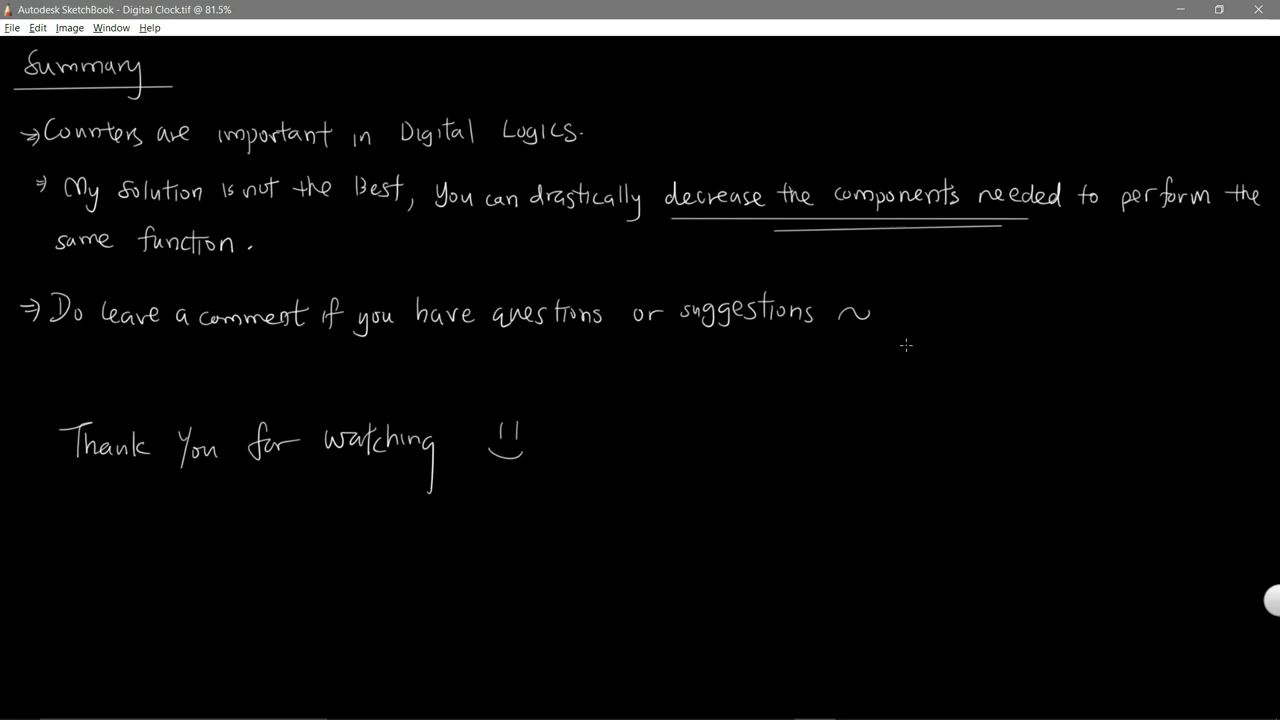 Autodesk SketchBook - Digital Clock.tif @ 81.5%
File Edit Image Window Help
Summary
⇒ Counters are important in Digital Logics.
⇒ My solution is not the Best, You can drastically decrease the components needed to perform the
same function.
⇒ Do leave a comment if you have questions or suggestions ~
Thank You for watching